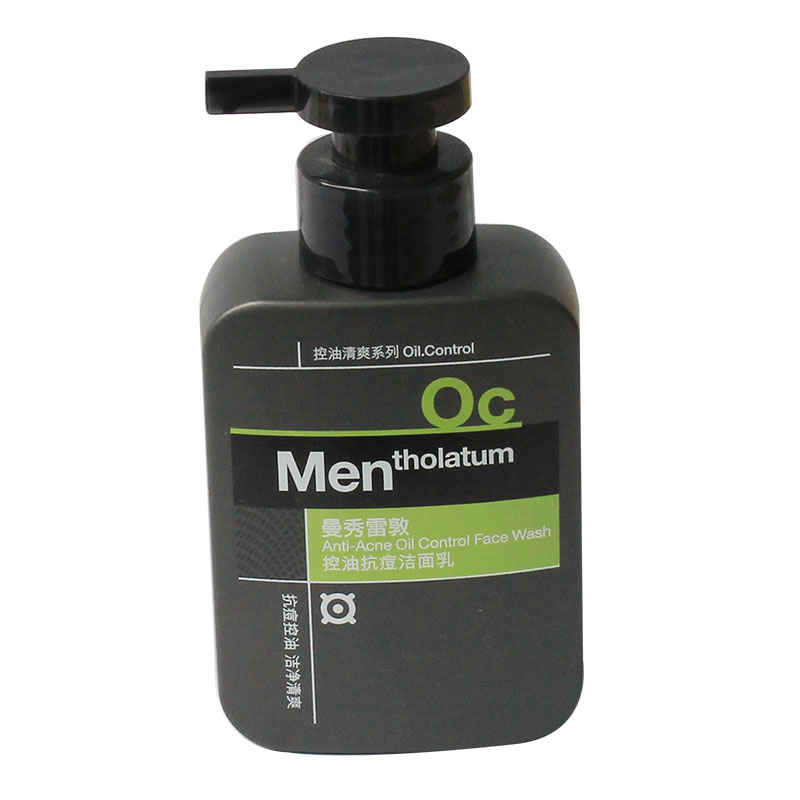 控油清爽系列 Oil.Control
Oc
Mentholatum
曼秀雷敦
Anti-Acne Oil Control Face Wash
控油抗痘洁面乳
抗痘控油 洁净清爽